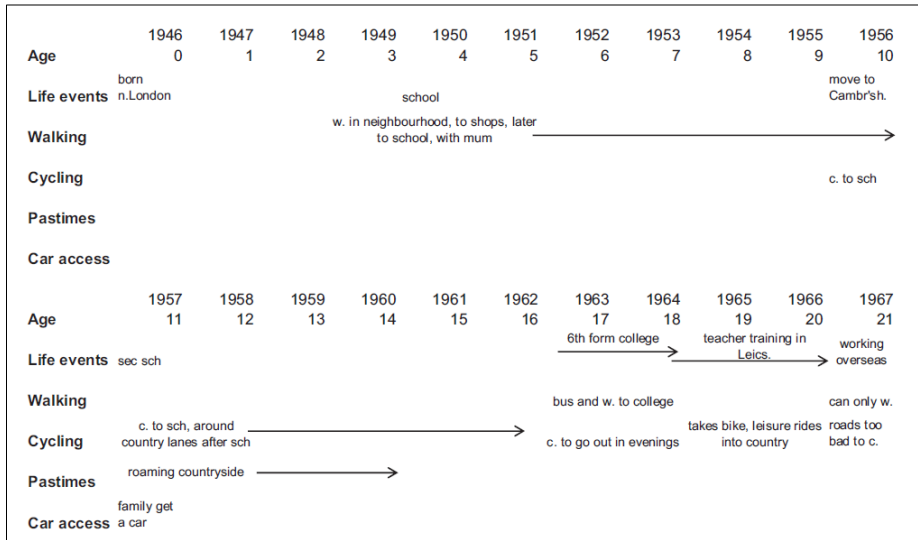 1946 1947 1948 1949 1950 1951 1952 1953 1954 1955 1956
Age 0 1 2 3 4 5 6 7 8 9 10
born
n.London
move to
Cambr'sh.
Life events school
w. in neighbourhood, to shops, later
to school, with mum
Walking
Cycling c. to sch
Pastimes
Car access
1957 1958 1959 1960 1961 1962 1963 1964 1965 1966 1967
Age 11 12 13 14 15 16 17 18 19 20 21
6th form college
teacher training in
Leics.
working
overseas
Life events sec sch
Walking bus and w. to college can only w.
c. to sch, around
country lanes after sch
takes bike, leisure rides
into country
roads too
bad to c.
Cycling c. to go out in evenings
roaming countryside
Pastimes
family get
a car
Car access